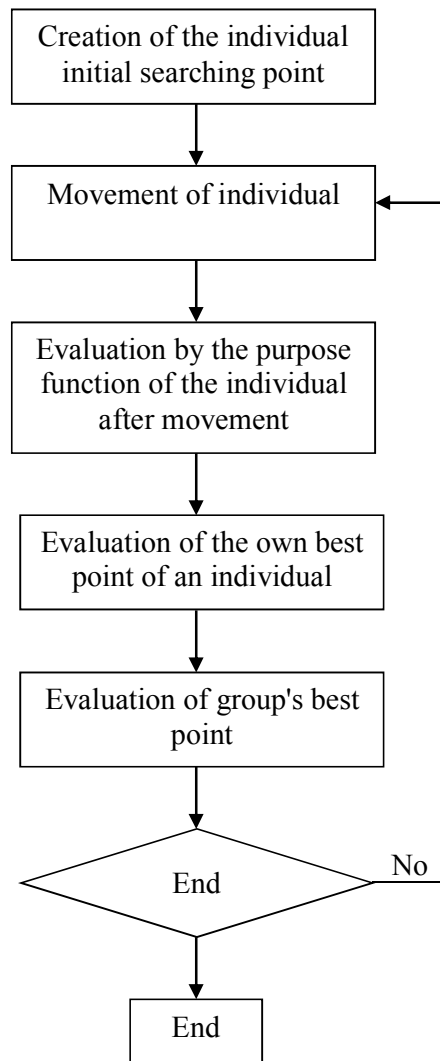 Creation of the individual
initial searching point
Movement of individual
Evaluation by the purpose
function of the individual
after movement
Evaluation of the own best
point of an individual
Evaluation of group's best
point
End
No
End